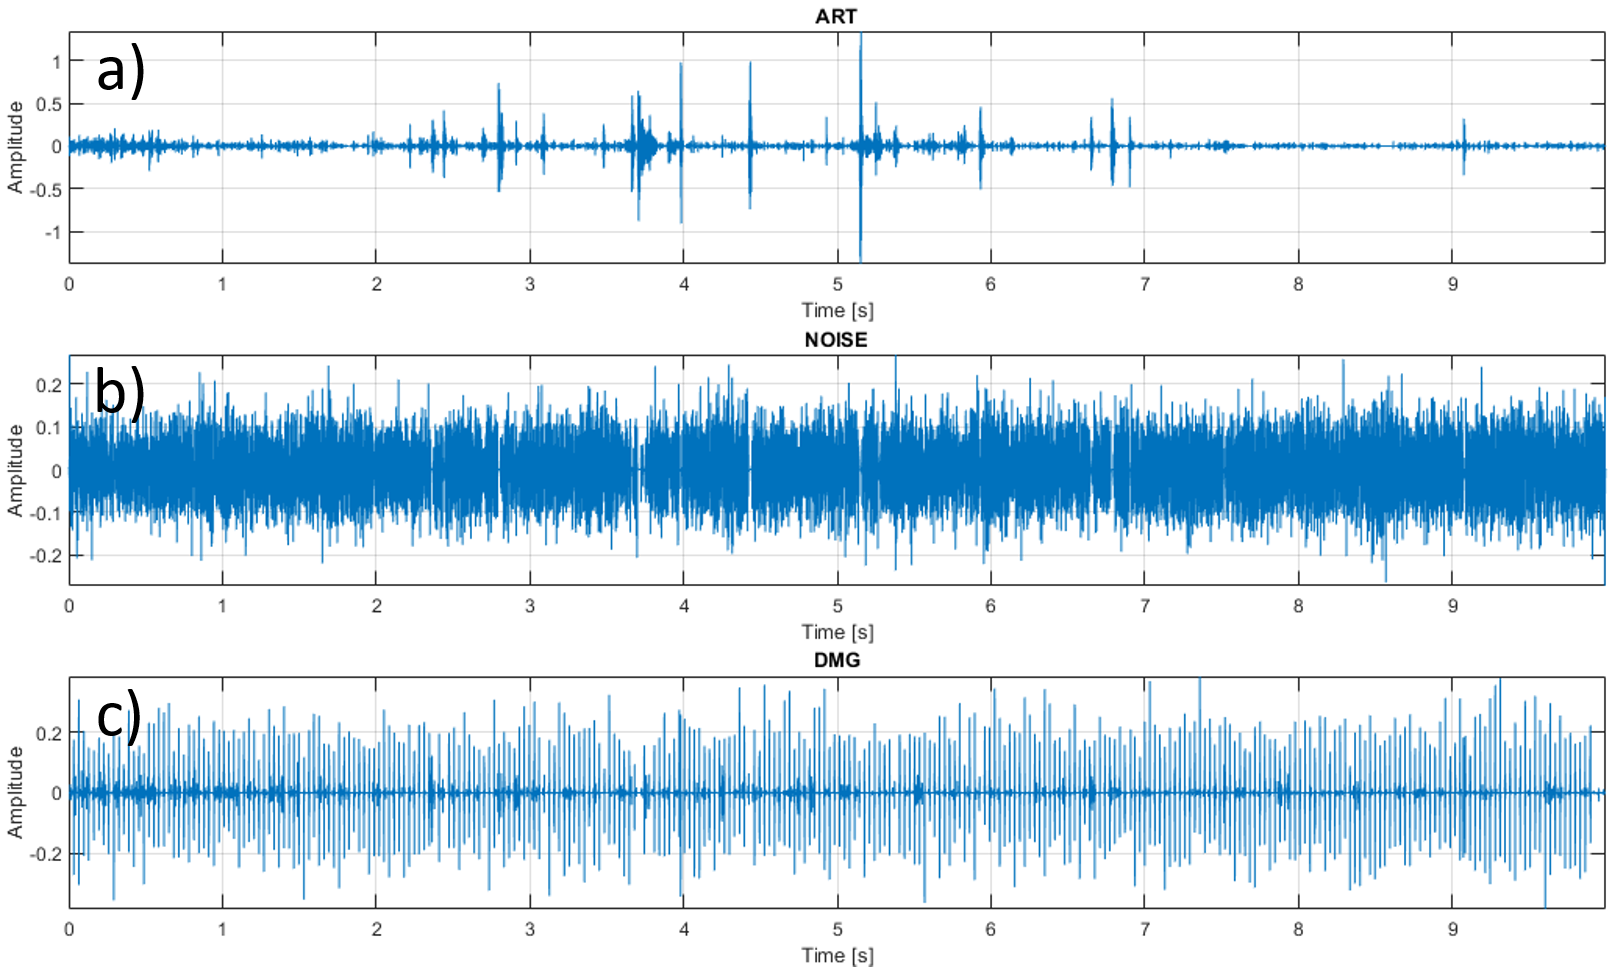 ART
a)
1
0.5
0
-0.5
-1
Amplitude
0 1 2 3 4 5 6 7 8 9
Time [s]
NOISE
b)
0.2
0.1
0
-0.1
-0.2
Amplitude
0 1 2 3 4 5 6 7 8 9
Time [s]
DMG
c)
0.2
0
-0.2
Amplitude
0 1 2 3 4 5 6 7 8 9
Time [s]